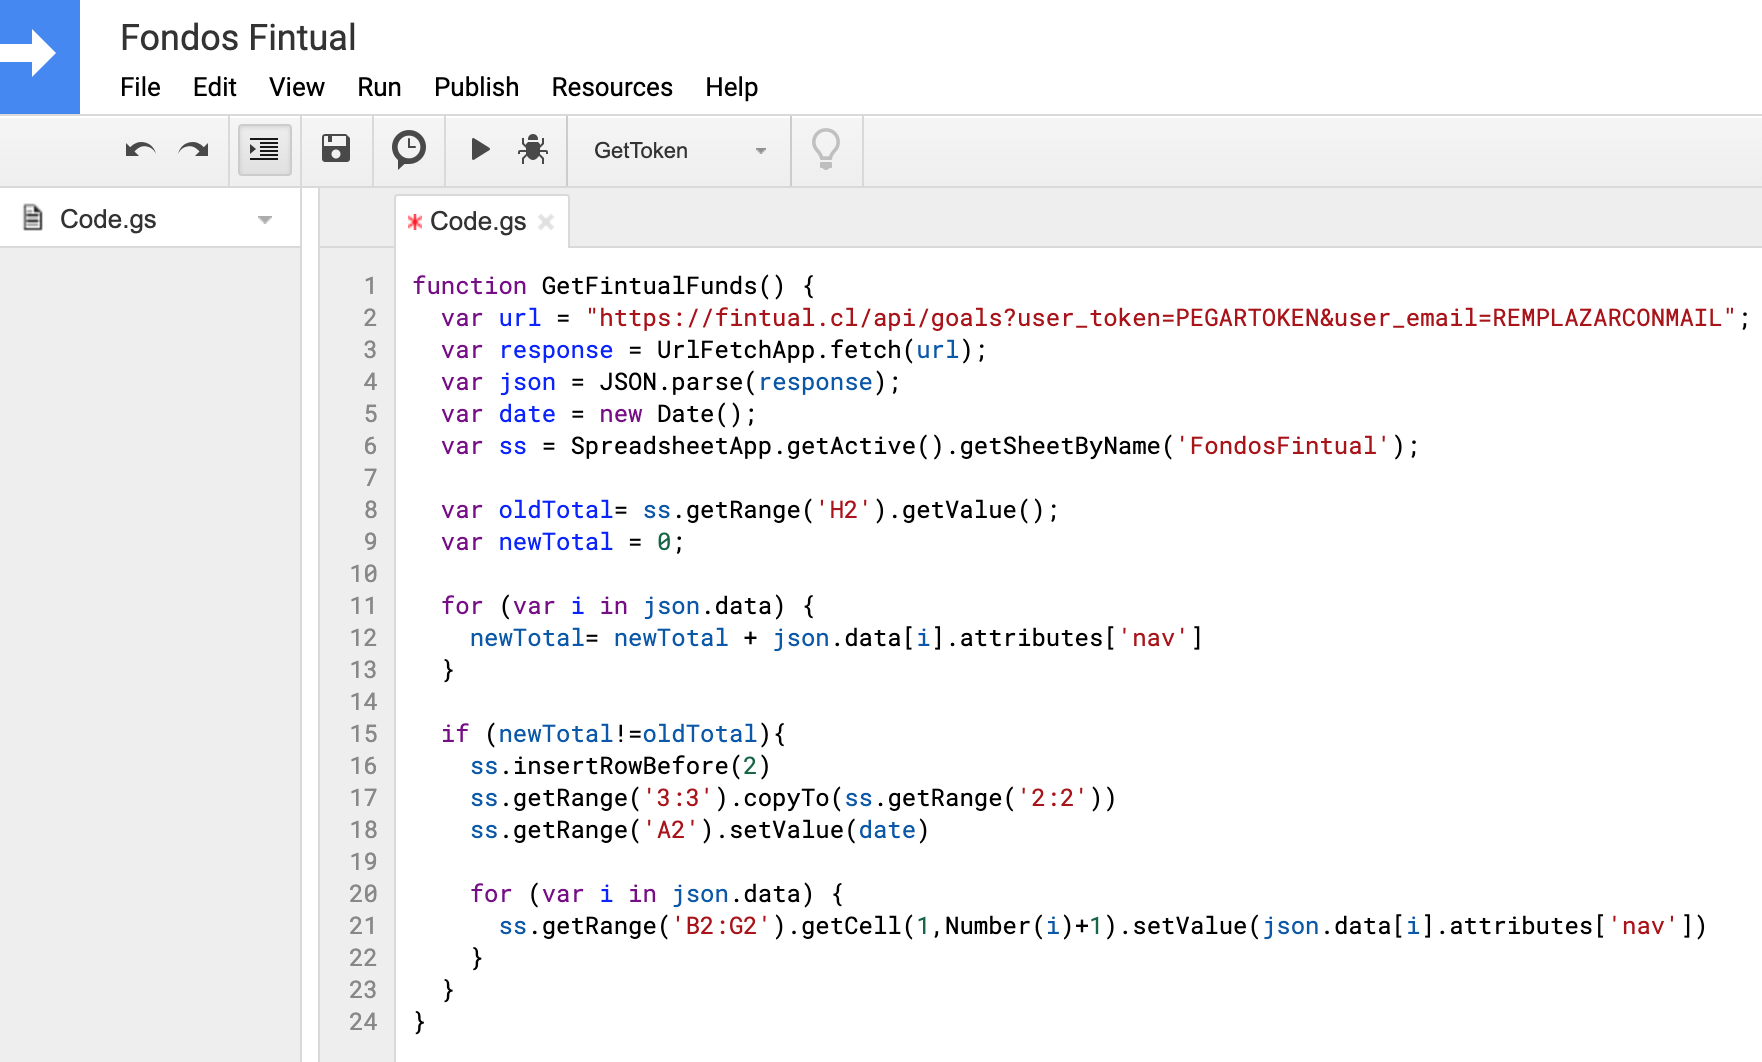 Fondos Fintual
File Edit View Run Publish Resources Help
GetToken
Code.gs
* Code.gs ×
1 function GetFintualFunds() {
2   var url = "https://fintual.cl/api/goals?user_token=PEGARTOKEN&user_email=REMPLAZARCONMAIL";
3   var response = UrlFetchApp.fetch(url);
4   var json = JSON.parse(response);
5   var date = new Date();
6   var ss = SpreadsheetApp.getActive().getSheetByName('FondosFintual');
7
8   var oldTotal= ss.getRange('H2').getValue();
9   var newTotal = 0;
10
11   for (var i in json.data) {
12     newTotal= newTotal + json.data[i].attributes['nav']
13   }
14
15   if (newTotal!=oldTotal){
16     ss.insertRowBefore(2)
17     ss.getRange('3:3').copyTo(ss.getRange('2:2'))
18     ss.getRange('A2').setValue(date)
19
20     for (var i in json.data) {
21       ss.getRange('B2:G2').getCell(1,Number(i)+1).setValue(json.data[i].attributes['nav'])
22     }
23   }
24 }